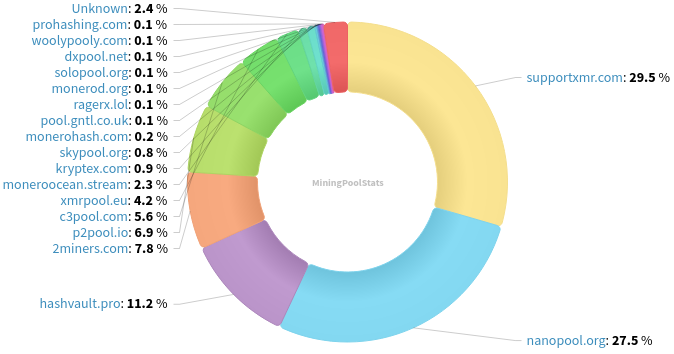 Unknown: 2.4 %
prohashing.com: 0.1 %
woolypooly.com: 0.1 %
dxpool.net: 0.1 %
solopool.org: 0.1 %
monerod.org: 0.1 %
ragerx.lol: 0.1 %
pool.gntl.co.uk: 0.1 %
monerohash.com: 0.2 %
skypool.org: 0.8 %
kryptex.com: 0.9 %
moneroocean.stream: 2.3 %
xmrpool.eu: 4.2 %
c3pool.com: 5.6 %
p2pool.io: 6.9 %
2miners.com: 7.8 %
hashvault.pro: 11.2 %
MiningPoolStats
supportxmr.com: 29.5 %
nanopool.org: 27.5 %